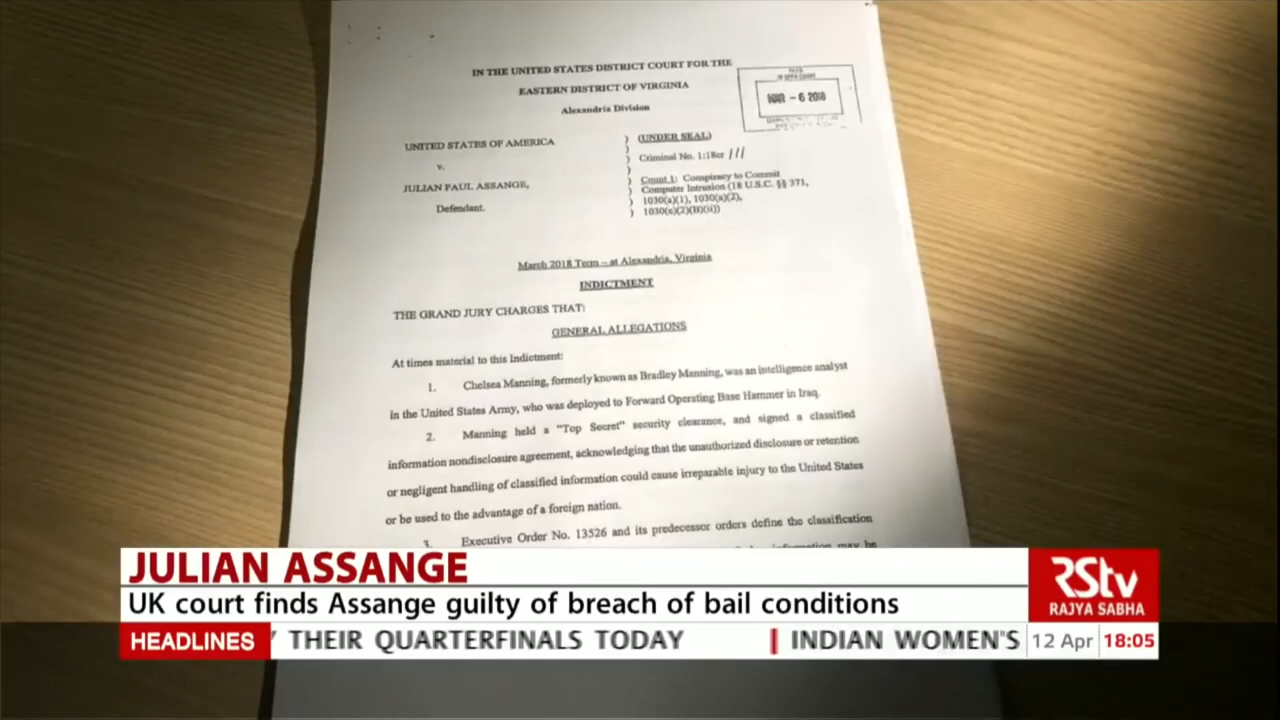 IN THE UNITED STATES DISTRICT COURT FOR THE
EASTERN DISTRICT OF VIRGINIA
Alexandria Division
MAR - 6 2018
UNITED STATES OF AMERICA
v.
JULIAN PAUL ASSANGE,
Defendant.
(UNDER SEAL)
Criminal No. 1:18cr 111
Count 1: Conspiracy to Commit
Computer Intrusion (18 U.S.C. §§ 371,
1030(a)(1), 1030(a)(2),
1030(c)(2)(B)(ii))
March 2018 Term – at Alexandria, Virginia
INDICTMENT
THE GRAND JURY CHARGES THAT:
GENERAL ALLEGATIONS
At times material to this Indictment:
1. Chelsea Manning, formerly known as Bradley Manning, was an intelligence analyst
in the United States Army, who was deployed to Forward Operating Base Hammer in Iraq.
2. Manning held a "Top Secret" security clearance, and signed a classified
information nondisclosure agreement, acknowledging that the unauthorized disclosure or retention
or negligent handling of classified information could cause irreparable injury to the United States
or be used to the advantage of a foreign nation.
3. Executive Order No. 13526 and its predecessor orders define the classification
information may be
JULIAN ASSANGE
UK court finds Assange guilty of breach of bail conditions
RSTV
RAJYA SABHA
HEADLINES THEIR QUARTERFINALS TODAY | INDIAN WOMEN'S 12 Apr 18:05